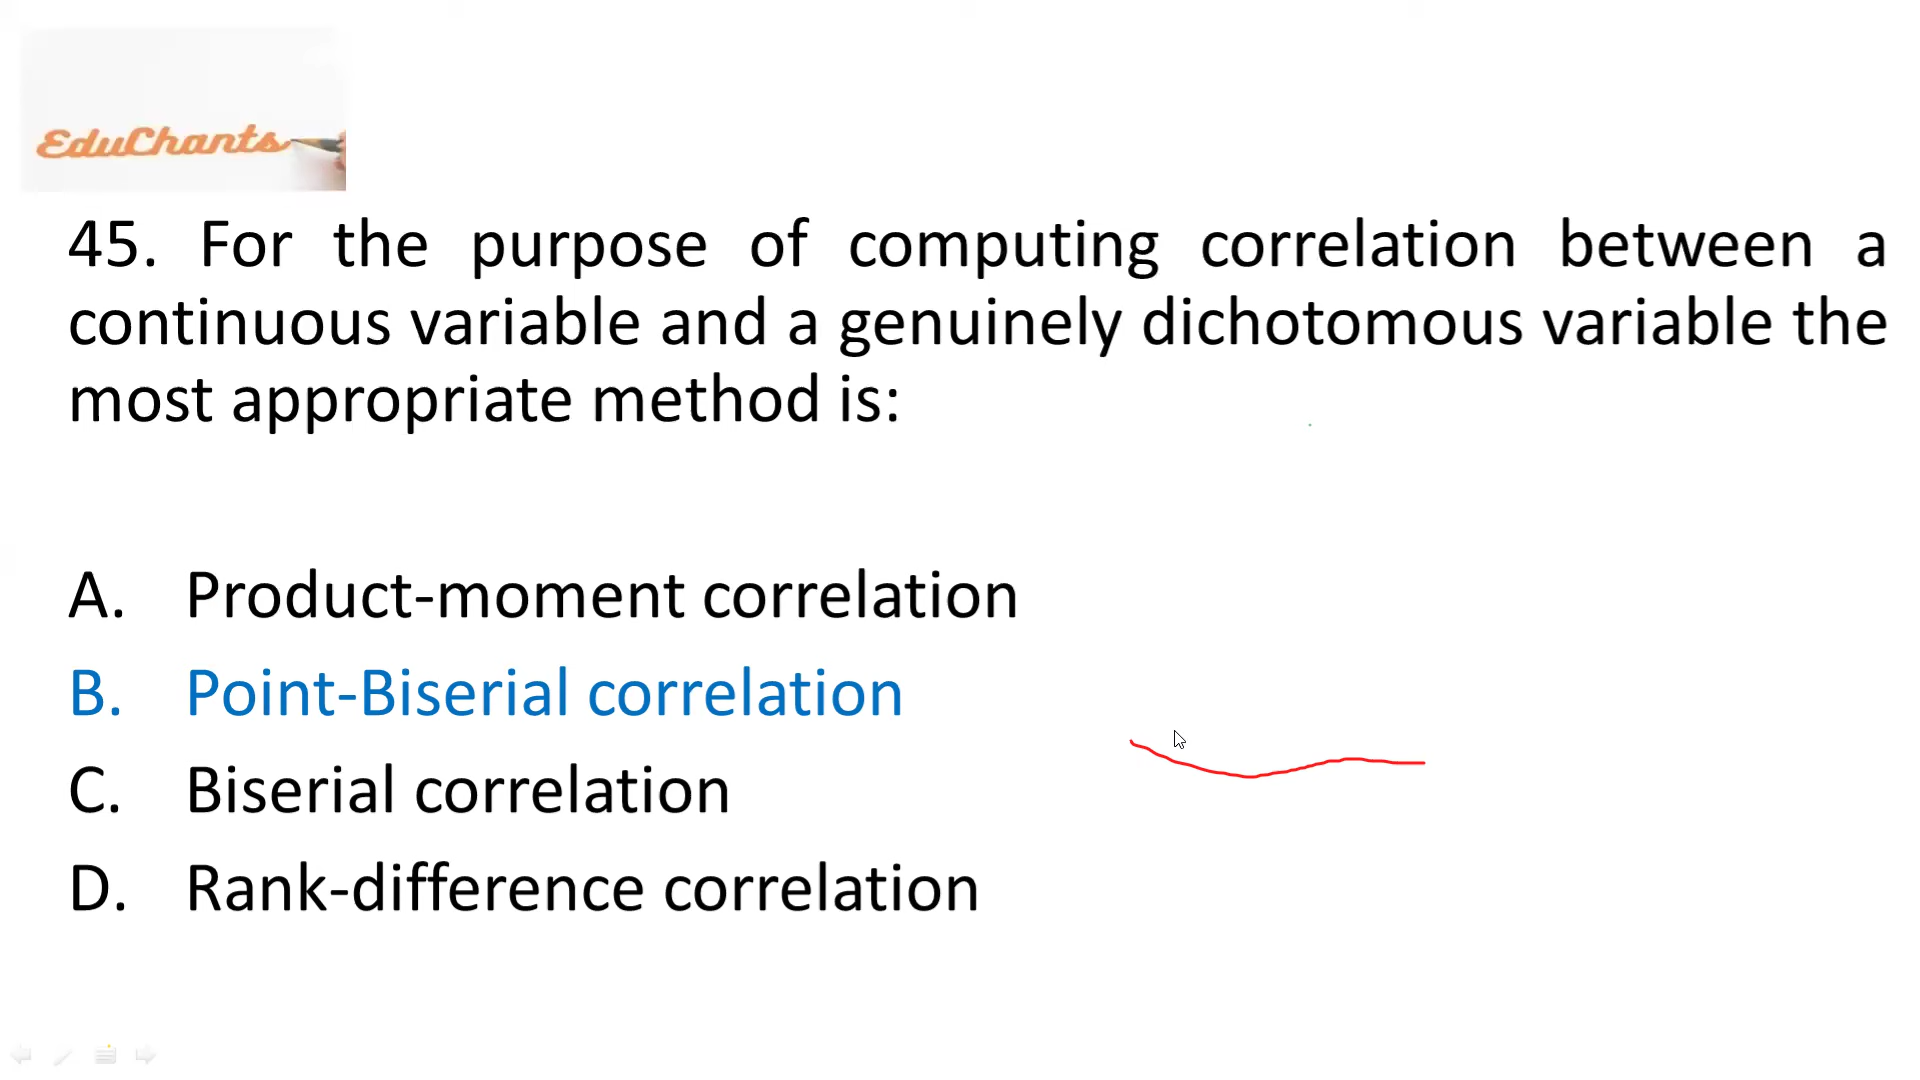 EduChants
45. For the purpose of computing correlation between a
continuous variable and a genuinely dichotomous variable the
most appropriate method is:
A. Product-moment correlation
B. Point-Biserial correlation
C. Biserial correlation
D. Rank-difference correlation